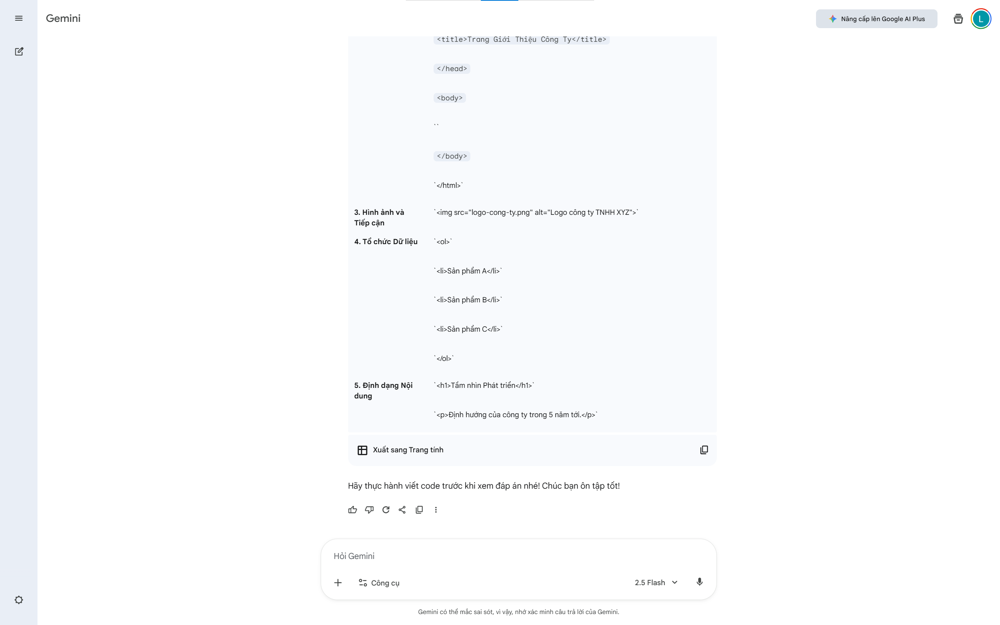 Gemini
Nâng cấp lên Google AI Plus
L
<title>Trang Giới Thiệu Công Ty</title>
</head>
<body>
``
</body>
`</html>`
3. Hình ảnh và
Tiếp cận
`<img src="logo-cong-ty.png" alt="Logo công ty TNHH XYZ">`
4. Tổ chức Dữ liệu
`<ol>`
`<li>Sản phẩm A</li>`
`<li>Sản phẩm B</li>`
`<li>Sản phẩm C</li>`
`</ol>`
5. Định dạng Nội
dung
`<h1>Tầm nhìn Phát triển</h1>`
`<p>Định hướng của công ty trong 5 năm tới.</p>`
Xuất sang Trang tính
Hãy thực hành viết code trước khi xem đáp án nhé! Chúc bạn ôn tập tốt!
Hỏi Gemini
Công cụ
2.5 Flash
Gemini có thể mắc sai sót, vì vậy, nhớ xác minh câu trả lời của Gemini.